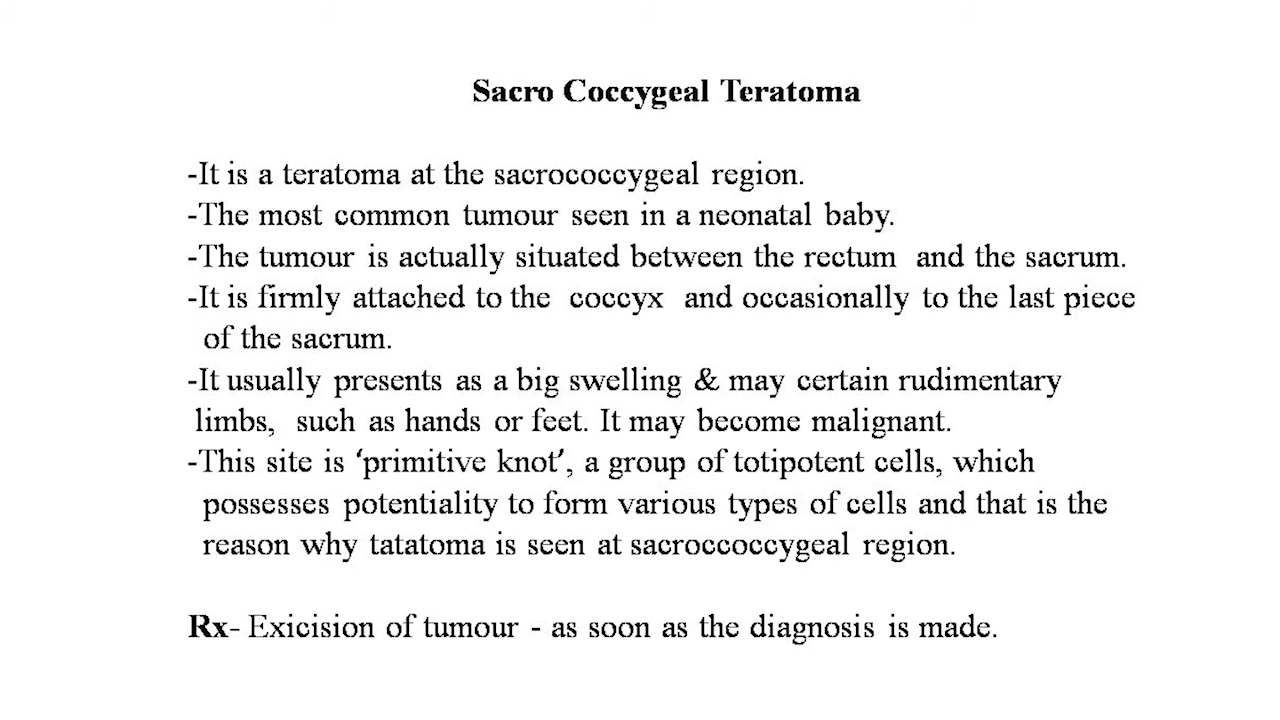 Sacro Coccygeal Teratoma
-It is a teratoma at the sacrococcygeal region.
-The most common tumour seen in a neonatal baby.
-The tumour is actually situated between the rectum and the sacrum.
-It is firmly attached to the coccyx and occasionally to the last piece
of the sacrum.
-It usually presents as a big swelling & may certain rudimentary
limbs, such as hands or feet. It may become malignant.
-This site is ‘primitive knot’, a group of totipotent cells, which
possesses potentiality to form various types of cells and that is the
reason why tatatoma is seen at sacroccoccygeal region.
Rx- Exicision of tumour - as soon as the diagnosis is made.